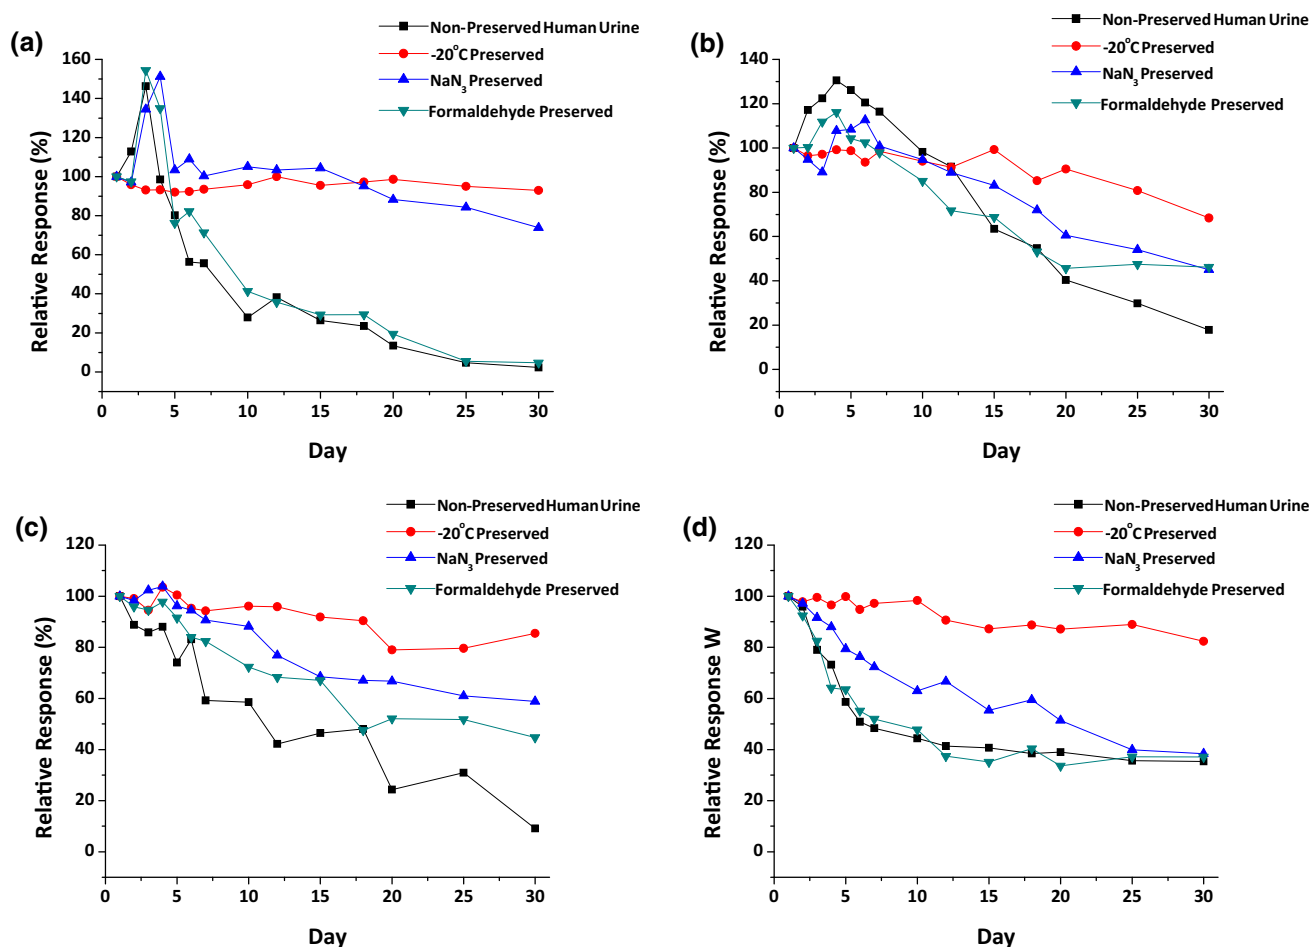 (a)
Non-Preserved Human Urine
-20°C Preserved
NaN₃ Preserved
Formaldehyde Preserved
Relative Response (%)
160
140
120
100
80
60
40
20
0
0 5 10 15 20 25 30
Day
(b)
Non-Preserved Human Urine
-20°C Preserved
NaN₃ Preserved
Formaldehyde Preserved
Relative Response (%)
140
120
100
80
60
40
20
0
0 5 10 15 20 25 30
Day
(c)
Non-Preserved Human Urine
-20°C Preserved
NaN₃ Preserved
Formaldehyde Preserved
Relative Response (%)
120
100
80
60
40
20
0
0 5 10 15 20 25 30
Day
(d)
Non-Preserved Human Urine
-20°C Preserved
NaN₃ Preserved
Formaldehyde Preserved
Relative Response W
120
100
80
60
40
20
0
0 5 10 15 20 25 30
Day